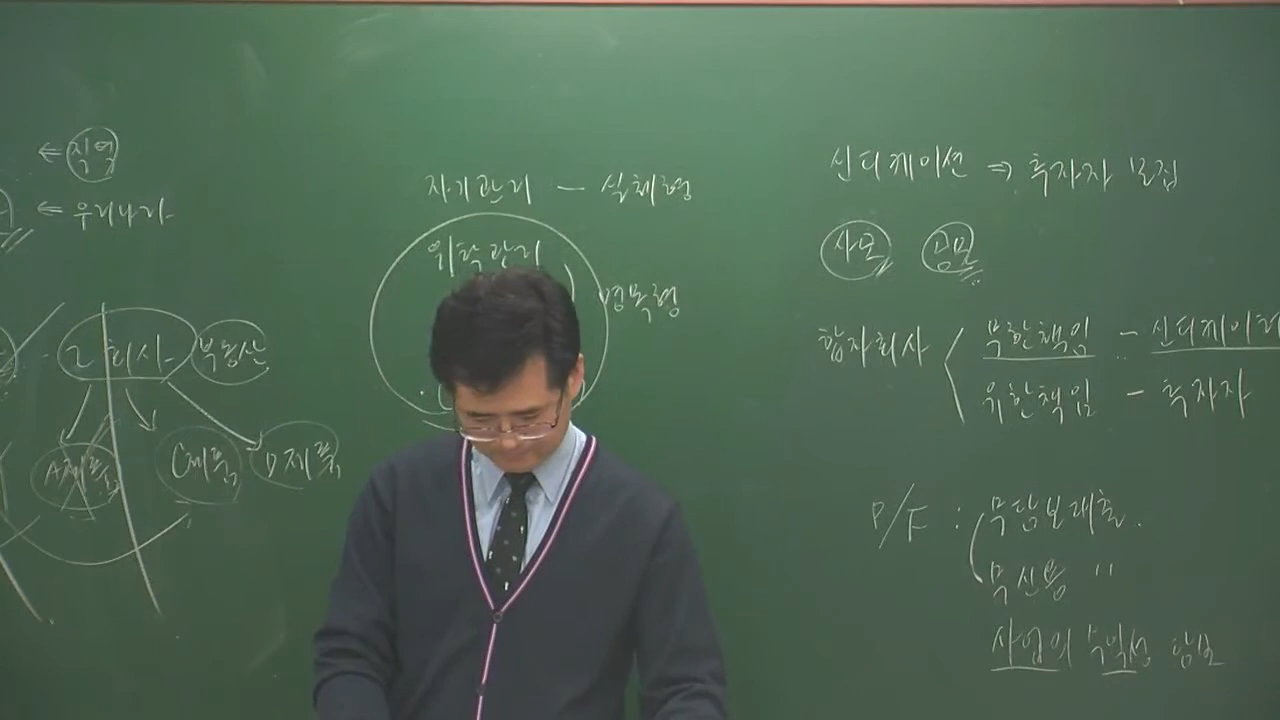 ⇐ 직역
⇐ 우리나라
고 회사 - 부동산
A제품 C제품 D제품
자기관리 - 실체형
위탁관리
명목형
신디케이션 ⇒ 투자자 모집
사모 공모
합자회사 < 무한책임 - 신디케이터
유한책임 - 투자자
P/F : 무담보대출.
무신용 〃
사업의 수익성 담보